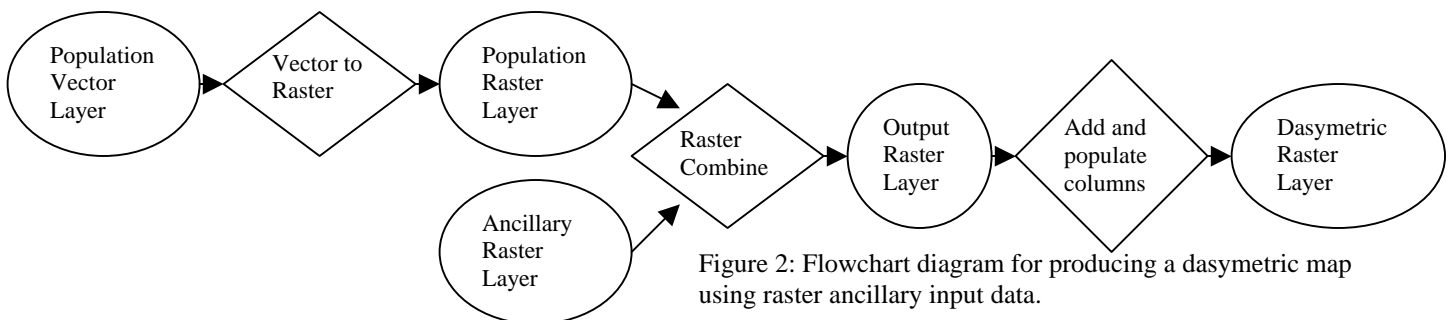 Population
Vector
Layer
Vector to
Raster
Population
Raster
Layer
Ancillary
Raster
Layer
Raster
Combine
Output
Raster
Layer
Add and
populate
columns
Dasymetric
Raster
Layer
Figure 2: Flowchart diagram for producing a dasymetric map
using raster ancillary input data.